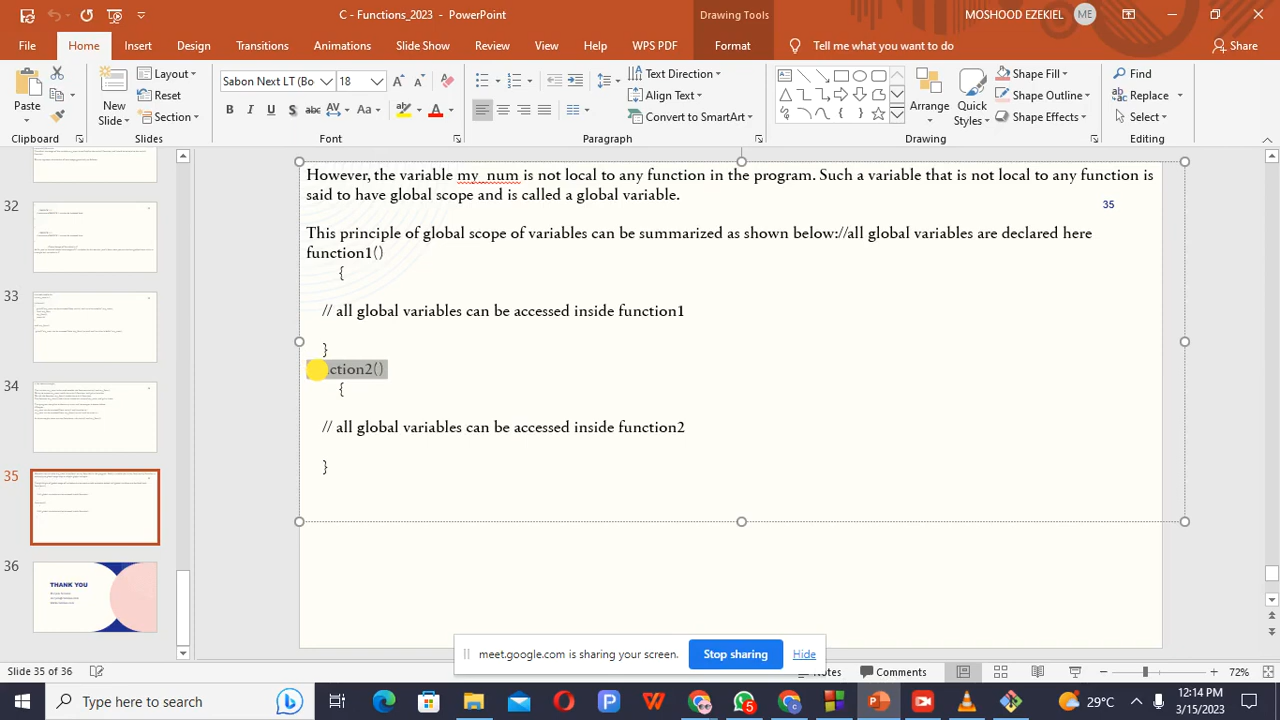 C - Functions_2023 - PowerPoint
Drawing Tools
MOSHOOD EZEKIEL
ME
File
Home
Insert
Design
Transitions
Animations
Slide Show
Review
View
Help
WPS PDF
Format
Tell me what you want to do
Share
Paste
Clipboard
New
Slide
Layout
Reset
Section
Slides
Sabon Next LT (Bo
18
B
I
U
S
abc
AV
Aa
A
Font
Text Direction
Align Text
Convert to SmartArt
Paragraph
Arrange
Quick
Styles
Shape Fill
Shape Outline
Shape Effects
Drawing
Find
Replace
Select
Editing
32
33
34
35
36
THANK YOU
However, the variable my_num is not local to any function in the program. Such a variable that is not local to any function is
said to have global scope and is called a global variable.
35
This principle of global scope of variables can be summarized as shown below://all global variables are declared here
function1()
{
// all global variables can be accessed inside function1
}
nction2()
{
// all global variables can be accessed inside function2
}
meet.google.com is sharing your screen.
Stop sharing
Hide
Slide 35 of 36
Notes
Comments
72%
Type here to search
5
29°C
12:14 PM
3/15/2023